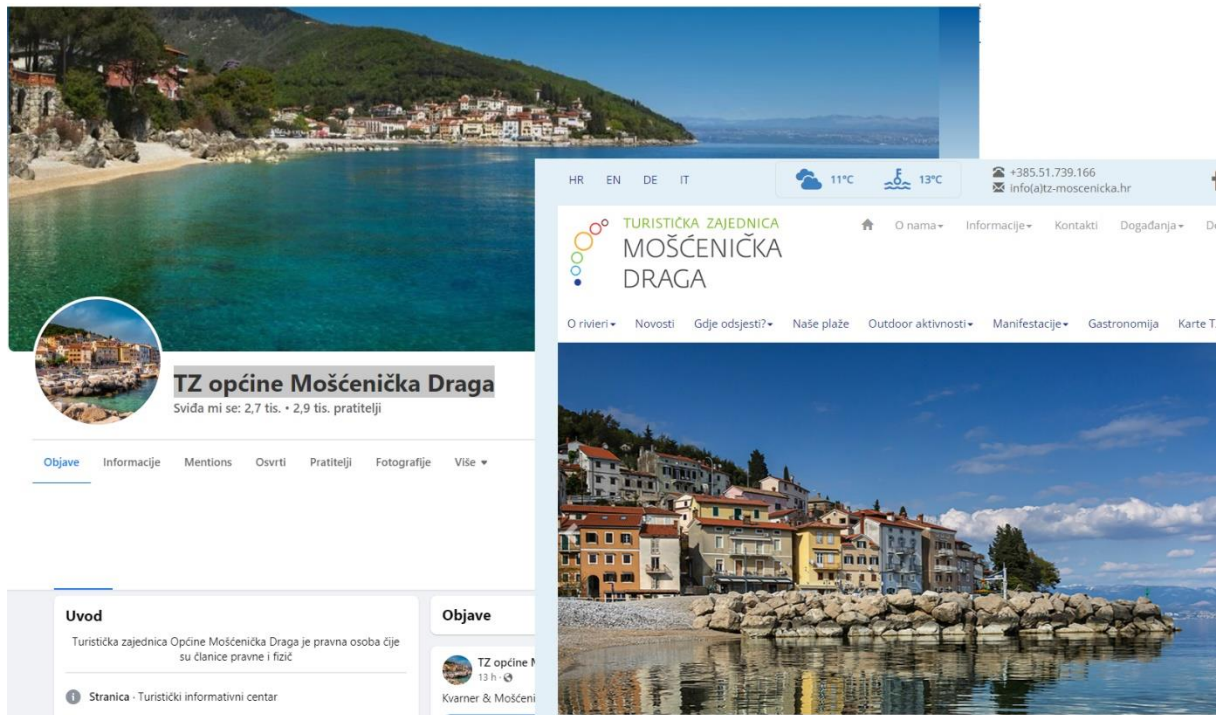 TZ općine Mošćenička Draga
Sviđa mi se: 2,7 tis. • 2,9 tis. pratitelji
Objave Informacije Mentions Osvrti Pratitelji Fotografije Više
Uvod
Turistička zajednica Općine Mošćenička Draga je pravna osoba čije
su članice pravne i fizič
Stranica · Turistički informativni centar
Objave
TZ općine
13 h ·
Kvarner & Mošćeni
HR EN DE IT
11°C 13°C
+385.51.739.166
info(a)tz-moscenicka.hr
TURISTIČKA ZAJEDNICA
MOŠĆENIČKA
DRAGA
O nama Informacije Kontakti Događanja
O rivieri Novosti Gdje odsjesti? Naše plaže Outdoor aktivnosti Manifestacije Gastronomija Karte T